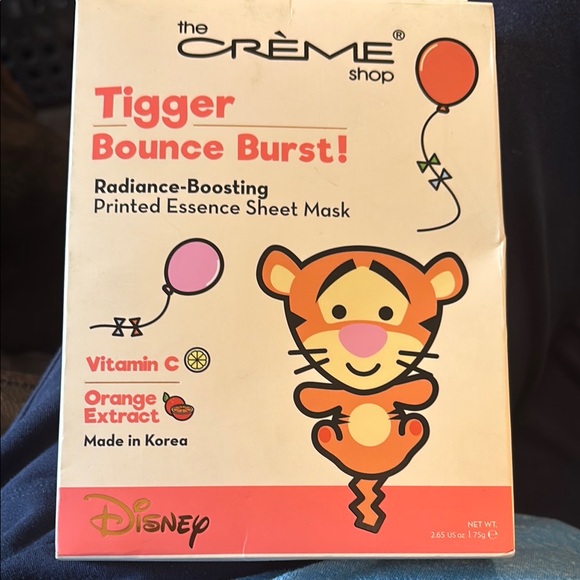 the
CRÈME®
shop
Tigger
Bounce Burst!
Radiance-Boosting
Printed Essence Sheet Mask
Vitamin C
Orange
Extract
Made in Korea
Disney
NET WT.
2.65 US oz. | 75g ℮